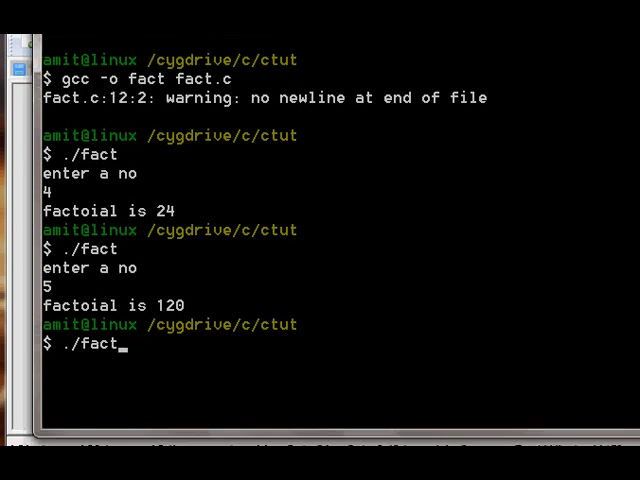 amit@linux /cygdrive/c/ctut
$ gcc -o fact fact.c
fact.c:12:2: warning: no newline at end of file
amit@linux /cygdrive/c/ctut
$ ./fact
enter a no
4
factoial is 24
amit@linux /cygdrive/c/ctut
$ ./fact
enter a no
5
factoial is 120
amit@linux /cygdrive/c/ctut
$ ./fact